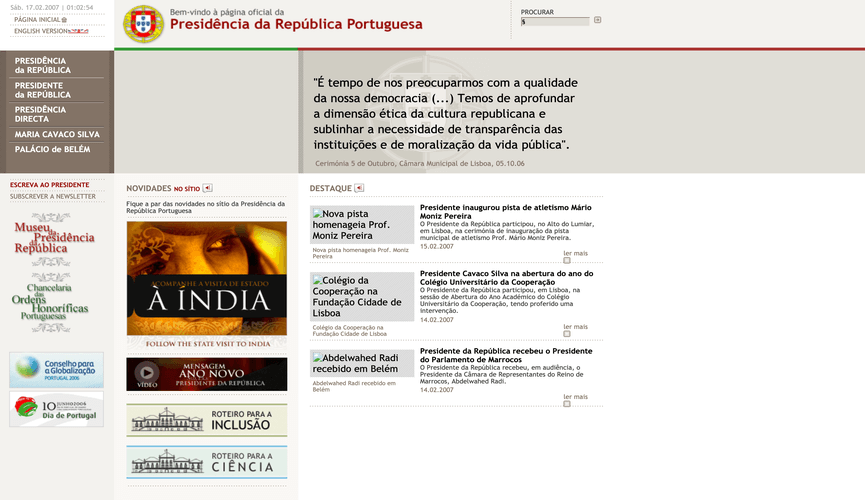 Sáb. 17.02.2007 | 01:02:54
PÁGINA INICIAL
ENGLISH VERSION
Bem-vindo à página oficial da
Presidência da República Portuguesa
PROCURAR
PRESIDÊNCIA
da REPÚBLICA
PRESIDENTE
da REPÚBLICA
PRESIDÊNCIA
DIRECTA
MARIA CAVACO SILVA
PALÁCIO de BELÉM
"É tempo de nos preocuparmos com a qualidade
da nossa democracia (...) Temos de aprofundar
a dimensão ética da cultura republicana e
sublinhar a necessidade de transparência das
instituições e de moralização da vida pública".
Cerimónia 5 de Outubro, Câmara Municipal de Lisboa, 05.10.06
ESCREVA AO PRESIDENTE
SUBSCREVER A NEWSLETTER
Museu
da Presidência
da República
Chancelaria
das
Ordens
Honoríficas
Portuguesas
Conselho para
a Globalização
PORTUGAL 2006
10 JUNHO2006
Dia de Portugal
NOVIDADES NO SÍTIO
Fique a par das novidades no sítio da Presidência da
República Portuguesa
ACOMPANHE A VISITA DE ESTADO
À ÍNDIA
FOLLOW THE STATE VISIT TO INDIA
VÍDEO
MENSAGEM
ANO NOVO
PRESIDENTE DA REPÚBLICA
ROTEIRO PARA A
INCLUSÃO
ROTEIRO PARA A
CIÊNCIA
DESTAQUE
Nova pista
homenageia Prof.
Moniz Pereira
Nova pista homenageia Prof. Moniz
Pereira
Presidente inaugurou pista de atletismo Mário
Moniz Pereira
O Presidente da República participou, no Alto do Lumiar,
em Lisboa, na cerimónia de inauguração da pista
municipal de atletismo Prof. Mário Moniz Pereira.
15.02.2007
ler mais
Colégio da
Cooperação na
Fundação Cidade de
Lisboa
Colégio da Cooperação na
Fundação Cidade de Lisboa
Presidente Cavaco Silva na abertura do ano do
Colégio Universitário da Cooperação
O Presidente da República participou, em Lisboa, na
sessão de Abertura do Ano Académico do Colégio
Universitário da Cooperação, tendo proferido uma
intervenção.
14.02.2007
ler mais
Abdelwahed Radi
recebido em Belém
Abdelwahed Radi recebido em
Belém
Presidente da República recebeu o Presidente
do Parlamento de Marrocos
O Presidente da República recebeu, em audiência, o
Presidente da Câmara de Representantes do Reino de
Marrocos, Abdelwahed Radi.
14.02.2007
ler mais